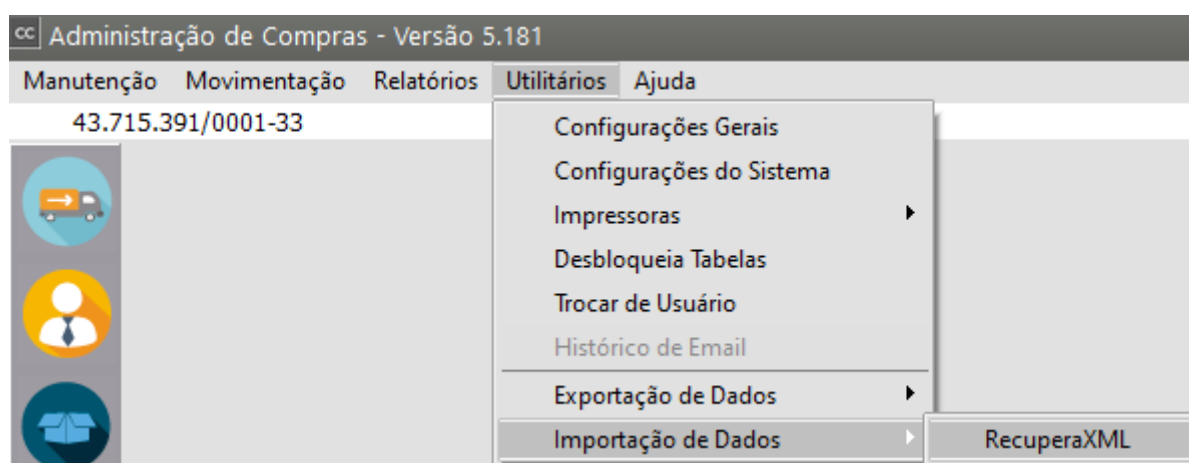 cc Administração de Compras - Versão 5.181
Manutenção Movimentação Relatórios Utilitários Ajuda
43.715.391/0001-33
Configurações Gerais
Configurações do Sistema
Impressoras
Desbloqueia Tabelas
Trocar de Usuário
Histórico de Email
Exportação de Dados
Importação de Dados RecuperaXML